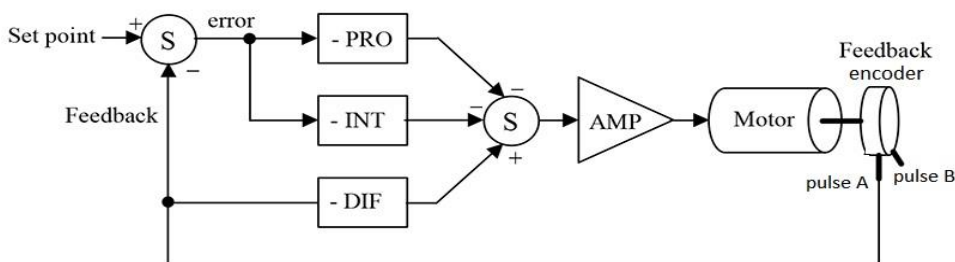 Set point
+
S
−
error
- PRO
Feedback
- INT
- DIF
−
−
S
+
AMP
Motor
Feedback
encoder
pulse A
pulse B